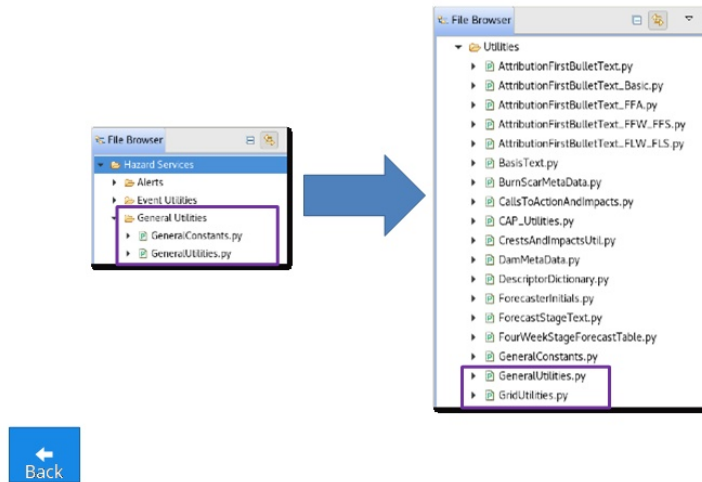 File Browser
Hazard Services
Alerts
Event Utilities
General Utilities
GeneralConstants.py
GeneralUtilities.py
File Browser
Utilities
AttributionFirstBulletText.py
AttributionFirstBulletText_Basic.py
AttributionFirstBulletText_FFA.py
AttributionFirstBulletText_FFW_FFS.py
AttributionFirstBulletText_FLW_FLS.py
BasisText.py
BurnScarMetaData.py
CallsToActionAndImpacts.py
CAP_Utilities.py
CrestsAndImpactsUtil.py
DamMetaData.py
DescriptorDictionary.py
ForecasterInitials.py
ForecastStageText.py
FourWeekStageForecastTable.py
GeneralConstants.py
GeneralUtilities.py
GridUtilities.py
Back